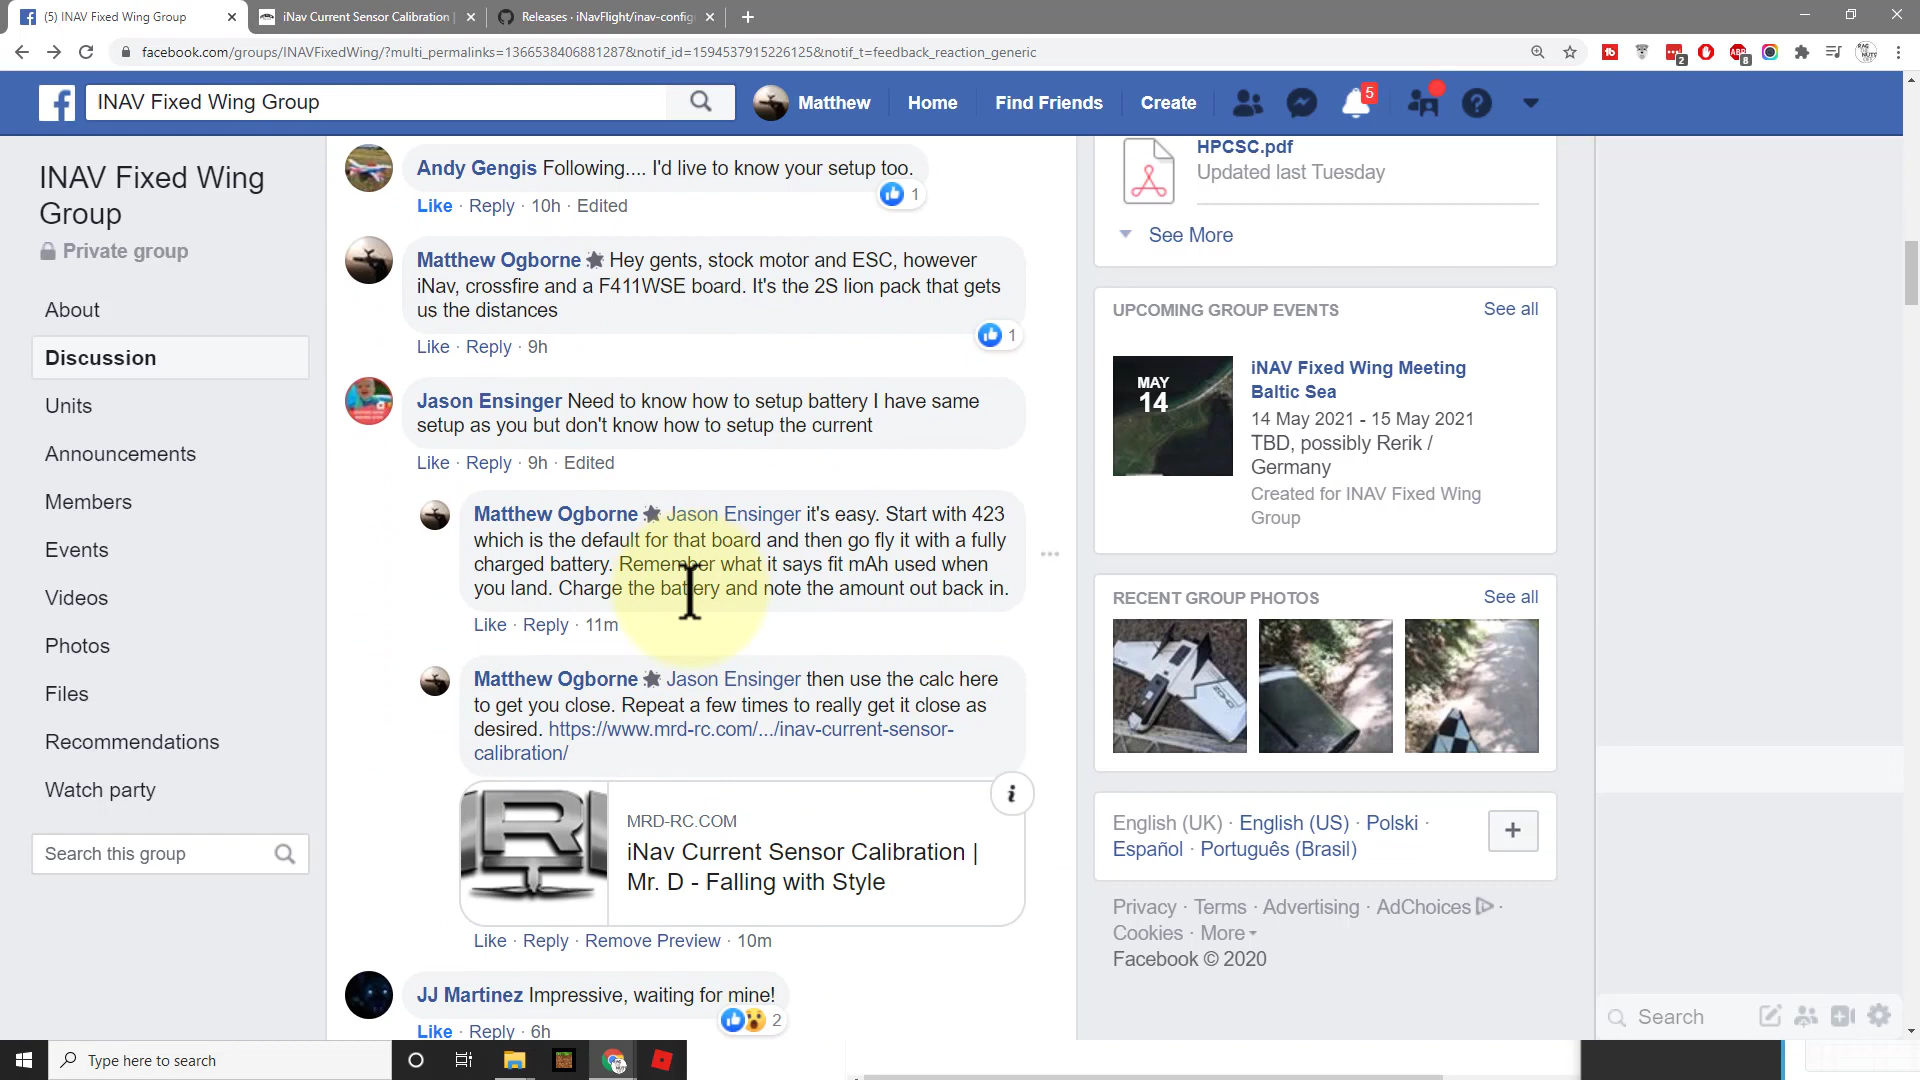 (5) INAV Fixed Wing Group
iNav Current Sensor Calibration |
Releases · iNavFlight/inav-config
facebook.com/groups/INAVFixedWing/?multi_permalinks=1366538406881287&notif_id=1594537915226125&notif_t=feedback_reaction_generic
2
8
INAV Fixed Wing Group
Matthew
Home
Find Friends
Create
5
INAV Fixed Wing
Group
Private group
About
Discussion
Units
Announcements
Members
Events
Videos
Photos
Files
Recommendations
Watch party
Search this group
Andy Gengis Following.... I'd live to know your setup too.
1
Like · Reply · 10h · Edited
Matthew Ogborne Hey gents, stock motor and ESC, however
iNav, crossfire and a F411WSE board. It's the 2S lion pack that gets
us the distances
1
Like · Reply · 9h
Jason Ensinger Need to know how to setup battery I have same
setup as you but don't know how to setup the current
Like · Reply · 9h · Edited
Matthew Ogborne Jason Ensinger it's easy. Start with 423
which is the default for that board and then go fly it with a fully
charged battery. Remember what it says fit mAh used when
you land. Charge the battery and note the amount out back in.
Like · Reply · 11m
Matthew Ogborne Jason Ensinger then use the calc here
to get you close. Repeat a few times to really get it close as
desired. https://www.mrd-rc.com/.../inav-current-sensor-
calibration/
MRD-RC.COM
iNav Current Sensor Calibration |
Mr. D - Falling with Style
Like · Reply · Remove Preview · 10m
JJ Martinez Impressive, waiting for mine!
2
Like · Reply · 6h
HPCSC.pdf
Updated last Tuesday
See More
UPCOMING GROUP EVENTS
See all
MAY
14
iNAV Fixed Wing Meeting
Baltic Sea
14 May 2021 - 15 May 2021
TBD, possibly Rerik /
Germany
Created for INAV Fixed Wing
Group
RECENT GROUP PHOTOS
See all
English (UK) · English (US) · Polski ·
Español · Português (Brasil)
Privacy · Terms · Advertising · AdChoices ·
Cookies · More
Facebook © 2020
Search
Type here to search